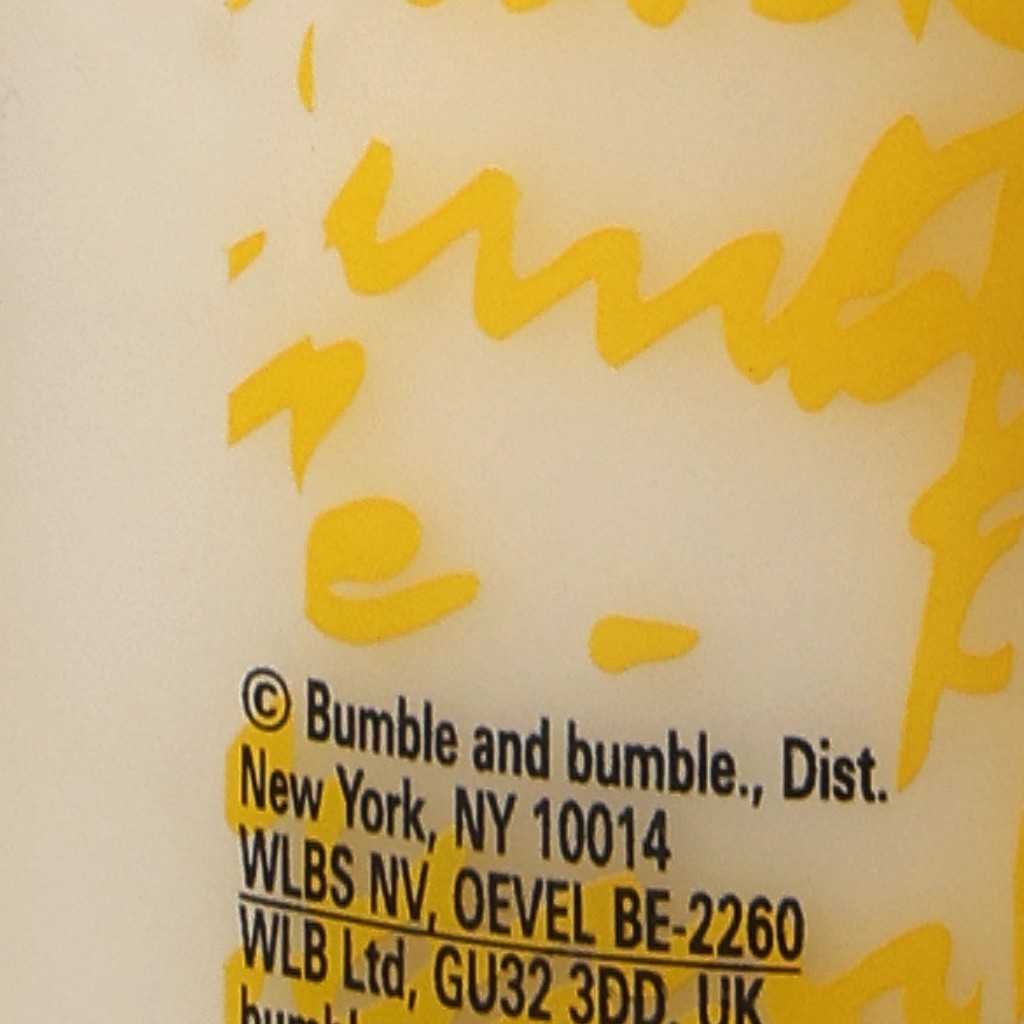 © Bumble and bumble., Dist.
New York, NY 10014
WLBS NV, OEVEL BE-2260
WLB Ltd, GU32 3DD, UK